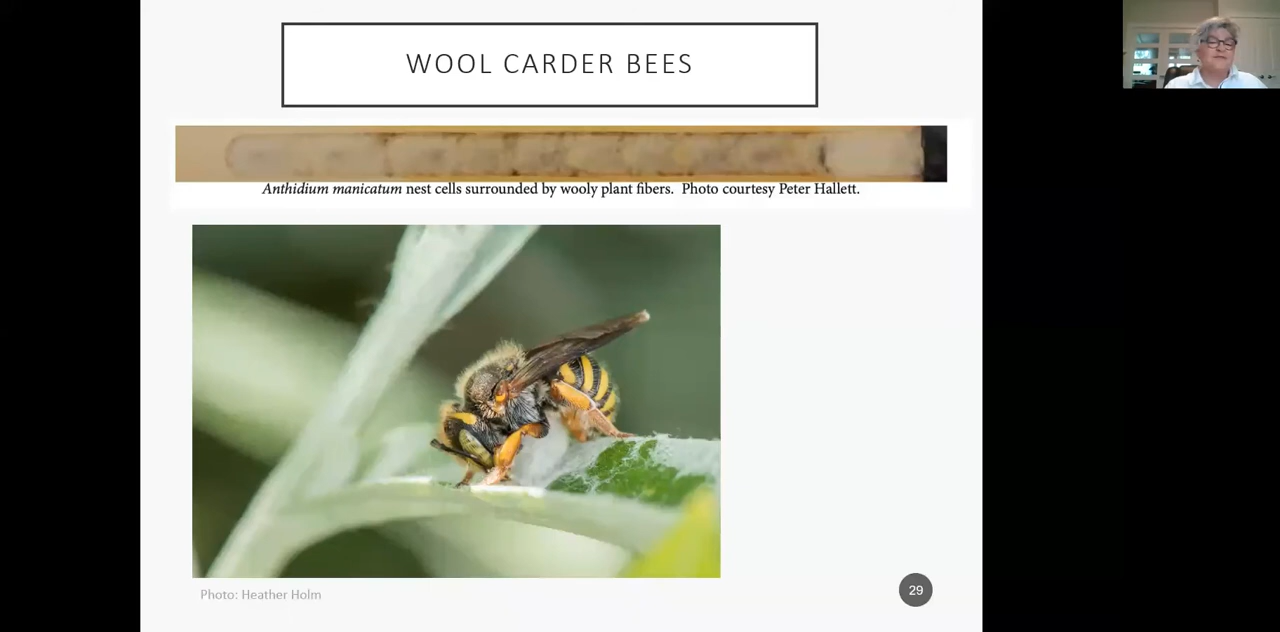 WOOL CARDER BEES
Anthidium manicatum nest cells surrounded by wooly plant fibers. Photo courtesy Peter Hallett.
Photo: Heather Holm
29